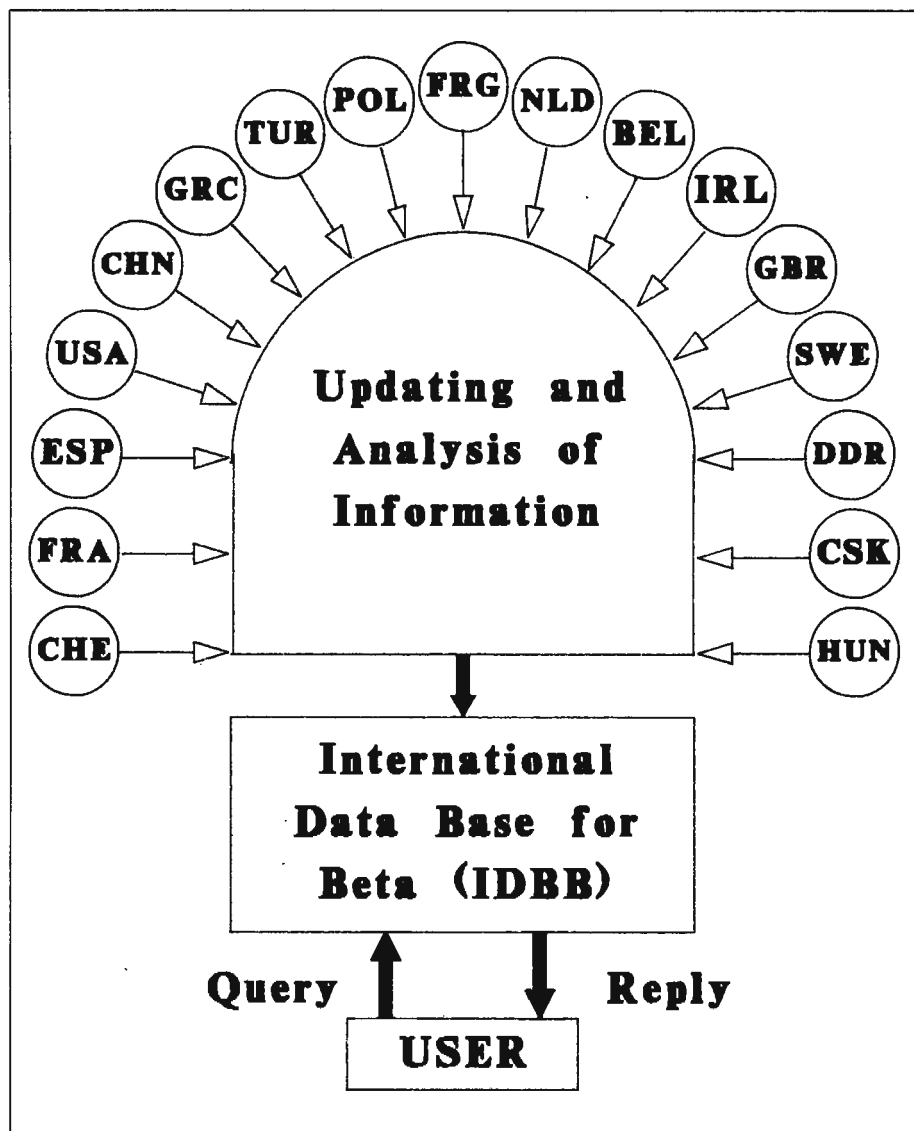 FRG
POL
NLD
TUR
BEL
GRC
IRL
CHN
GBR
USA
SWE
ESP
DDR
FRA
CSK
CHE
HUN
Updating and
Analysis of
Information
International
Data Base for
Beta (IDBB)
Query
Reply
USER